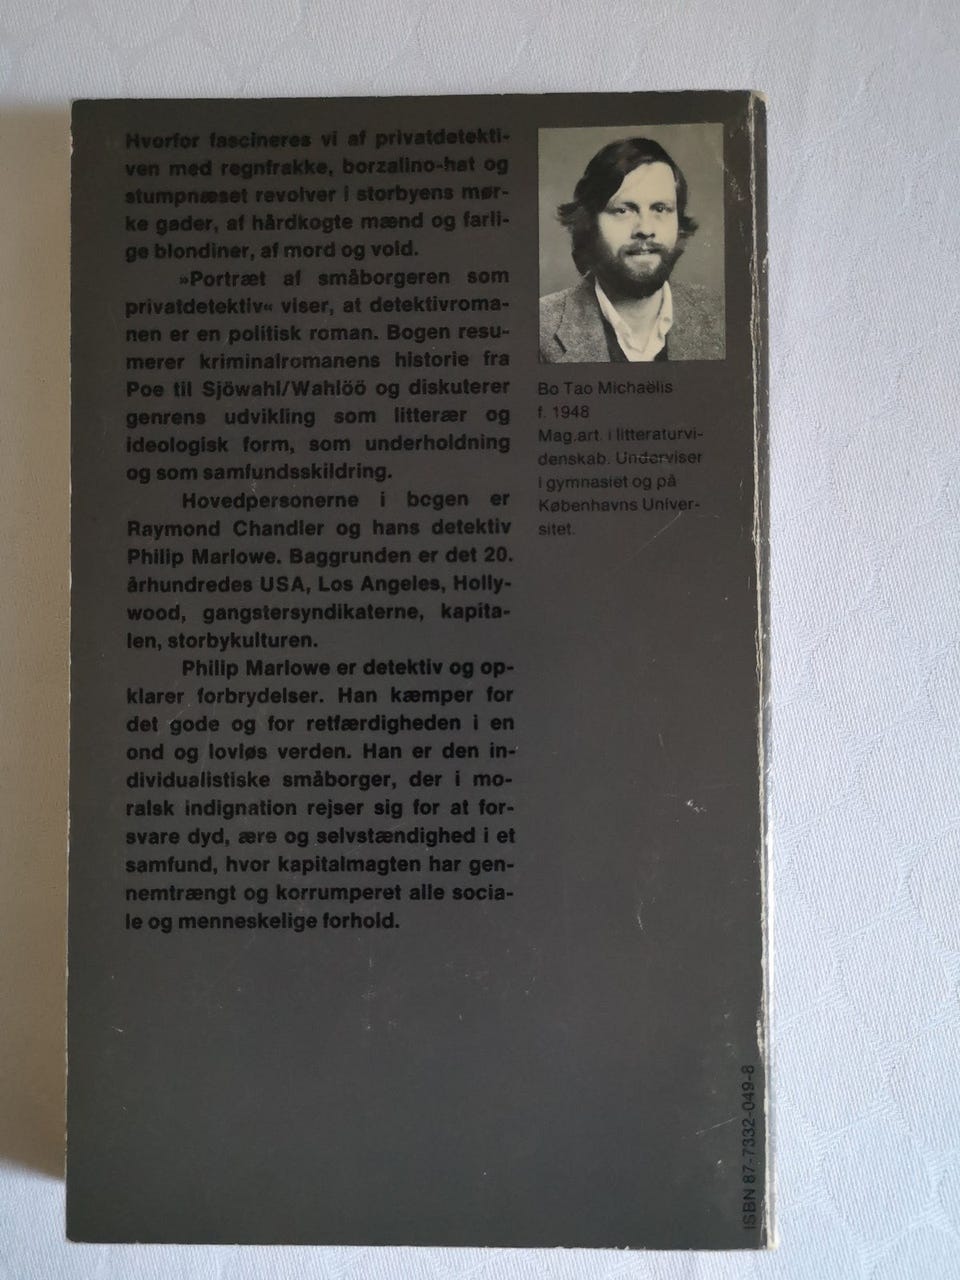 Hvorfor fascineres vi af privatdetekti-
ven med regnfrakke, borzalino-hat og
stumpnæset revolver i storbyens mør-
ke gader, af hårdkogte mænd og farli-
ge blondiner, af mord og vold.
»Portræt af småborgeren som
privatdetektiv« viser, at detektivroma-
nen er en politisk roman. Bogen resu-
merer kriminalromanens historie fra
Poe til Sjöwahl/Wahlöö og diskuterer
genrens udvikling som litterær og
ideologisk form, som underholdning
og som samfundsskildring.
Hovedpersonerne i bogen er
Raymond Chandler og hans detektiv
Philip Marlowe. Baggrunden er det 20.
århundredes USA, Los Angeles, Holly-
wood, gangstersyndikaterne, kapita-
len, storbykulturen.
Philip Marlowe er detektiv og op-
klarer forbrydelser. Han kæmper for
det gode og for retfærdigheden i en
ond og lovløs verden. Han er den in-
dividualistiske småborger, der i mo-
ralsk indignation rejser sig for at for-
svare dyd, ære og selvstændighed i et
samfund, hvor kapitalmagten har gen-
nemtrængt og korrumperet alle socia-
le og menneskelige forhold.
Bo Tao Michaëlis
f. 1948
Mag.art. i litteraturvi-
denskab. Underviser
i gymnasiet og på
Københavns Univer-
sitet.
ISBN 87-7332-049-8